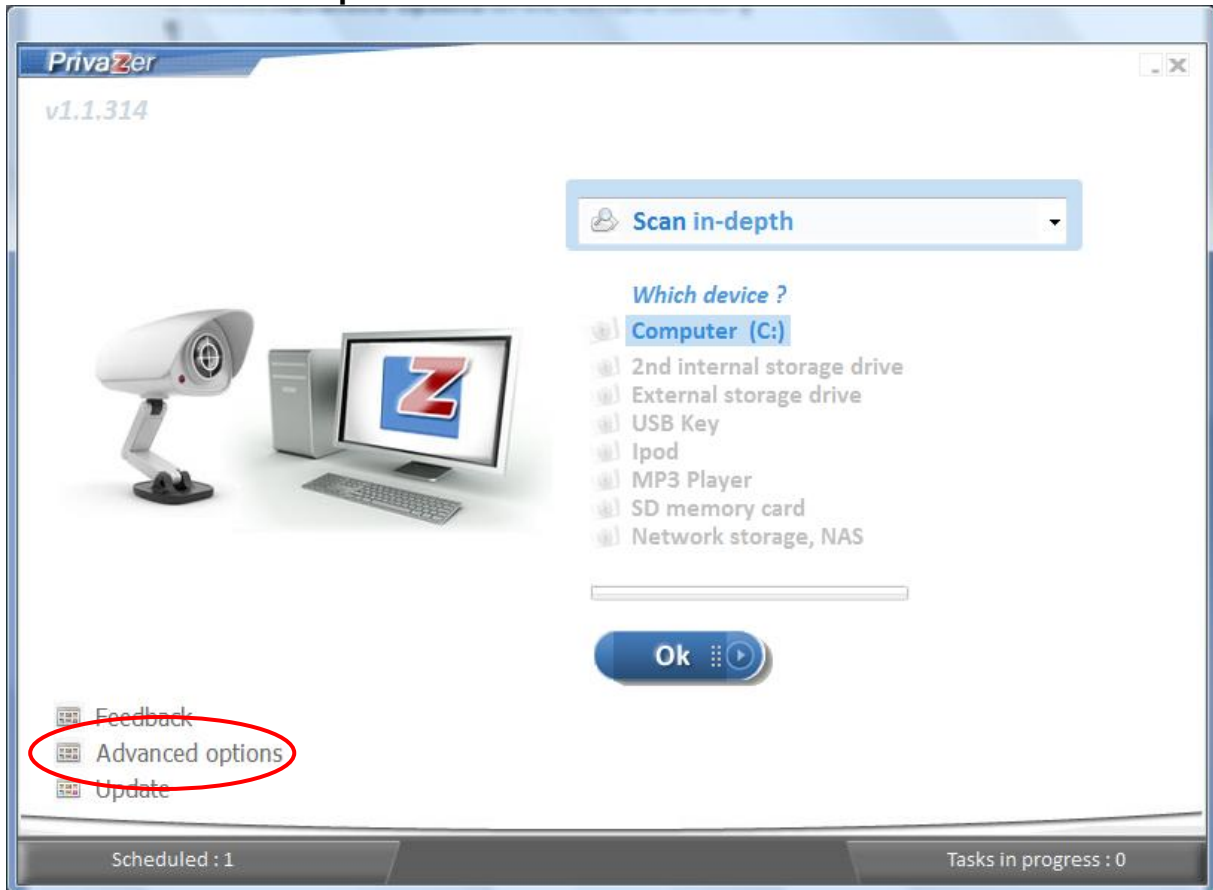 PrivaZer
v1.1.314
Scan in-depth
Which device ?
Computer (C:)
2nd internal storage drive
External storage drive
USB Key
Ipod
MP3 Player
SD memory card
Network storage, NAS
Ok
Feedback
Advanced options
Update
Scheduled : 1
Tasks in progress : 0